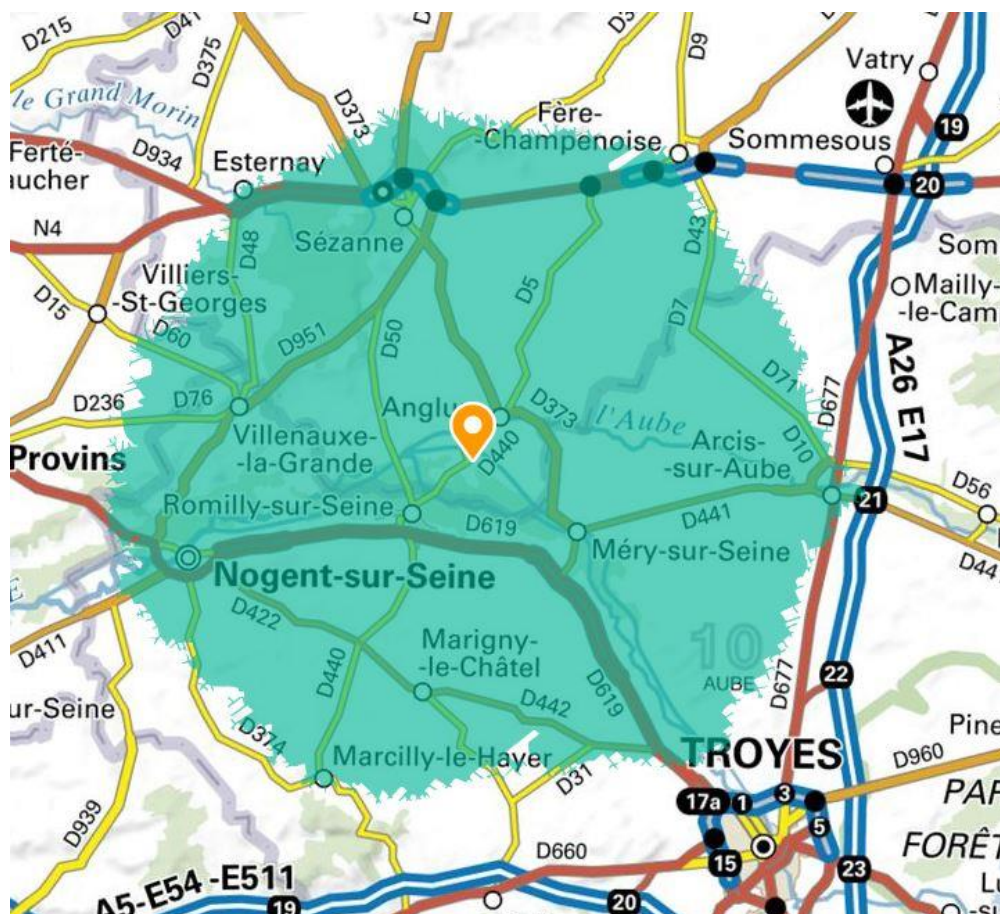 D215
D41
D375
D9
Vatry
le Grand Morin
D373
Fère-
-Champenoise
Sommesous
19
Ferté-
aucher
D934
Esternay
20
N4
D48
Sézanne
D43
Som
Villiers-
-St-Georges
D15
D60
D951
D50
D5
D7
Mailly-
-le-Cam
A26 E17
D236
D76
Anglu
D373
l'Aube
D71
D677
Provins
Villenauxe-
-la-Grande
D440
Arcis-
-sur-Aube
D10
D56
Romilly-sur-Seine
D619
D441
21
Méry-sur-Seine
D441
Nogent-sur-Seine
D422
D411
Marigny-
-le-Châtel
10
AUBE
D440
D442
D619
D677
22
ur-Seine
D374
Marcilly-le-Hayer
D31
TROYES
Pine
D960
D939
17a
1
3
5
PAR
FORÊT
D660
15
23
A5-E54 -E511
19
20